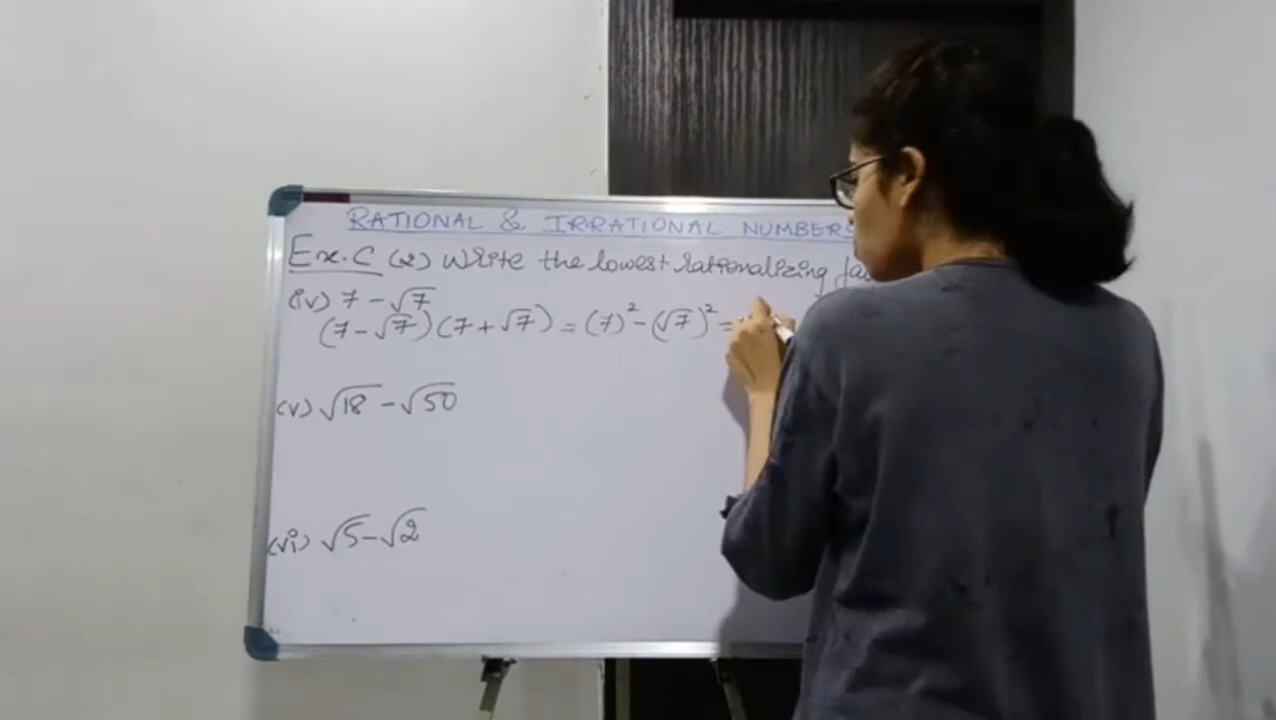 RATIONAL & IRRATIONAL NUMBERS
Ex.C (2) Write the lowest rationalizing
(iv) 7 - √7
(7 - √7)(7 + √7) = (7)² - (√7)² =
(v) √18 - √50
(vi) √5 - √2